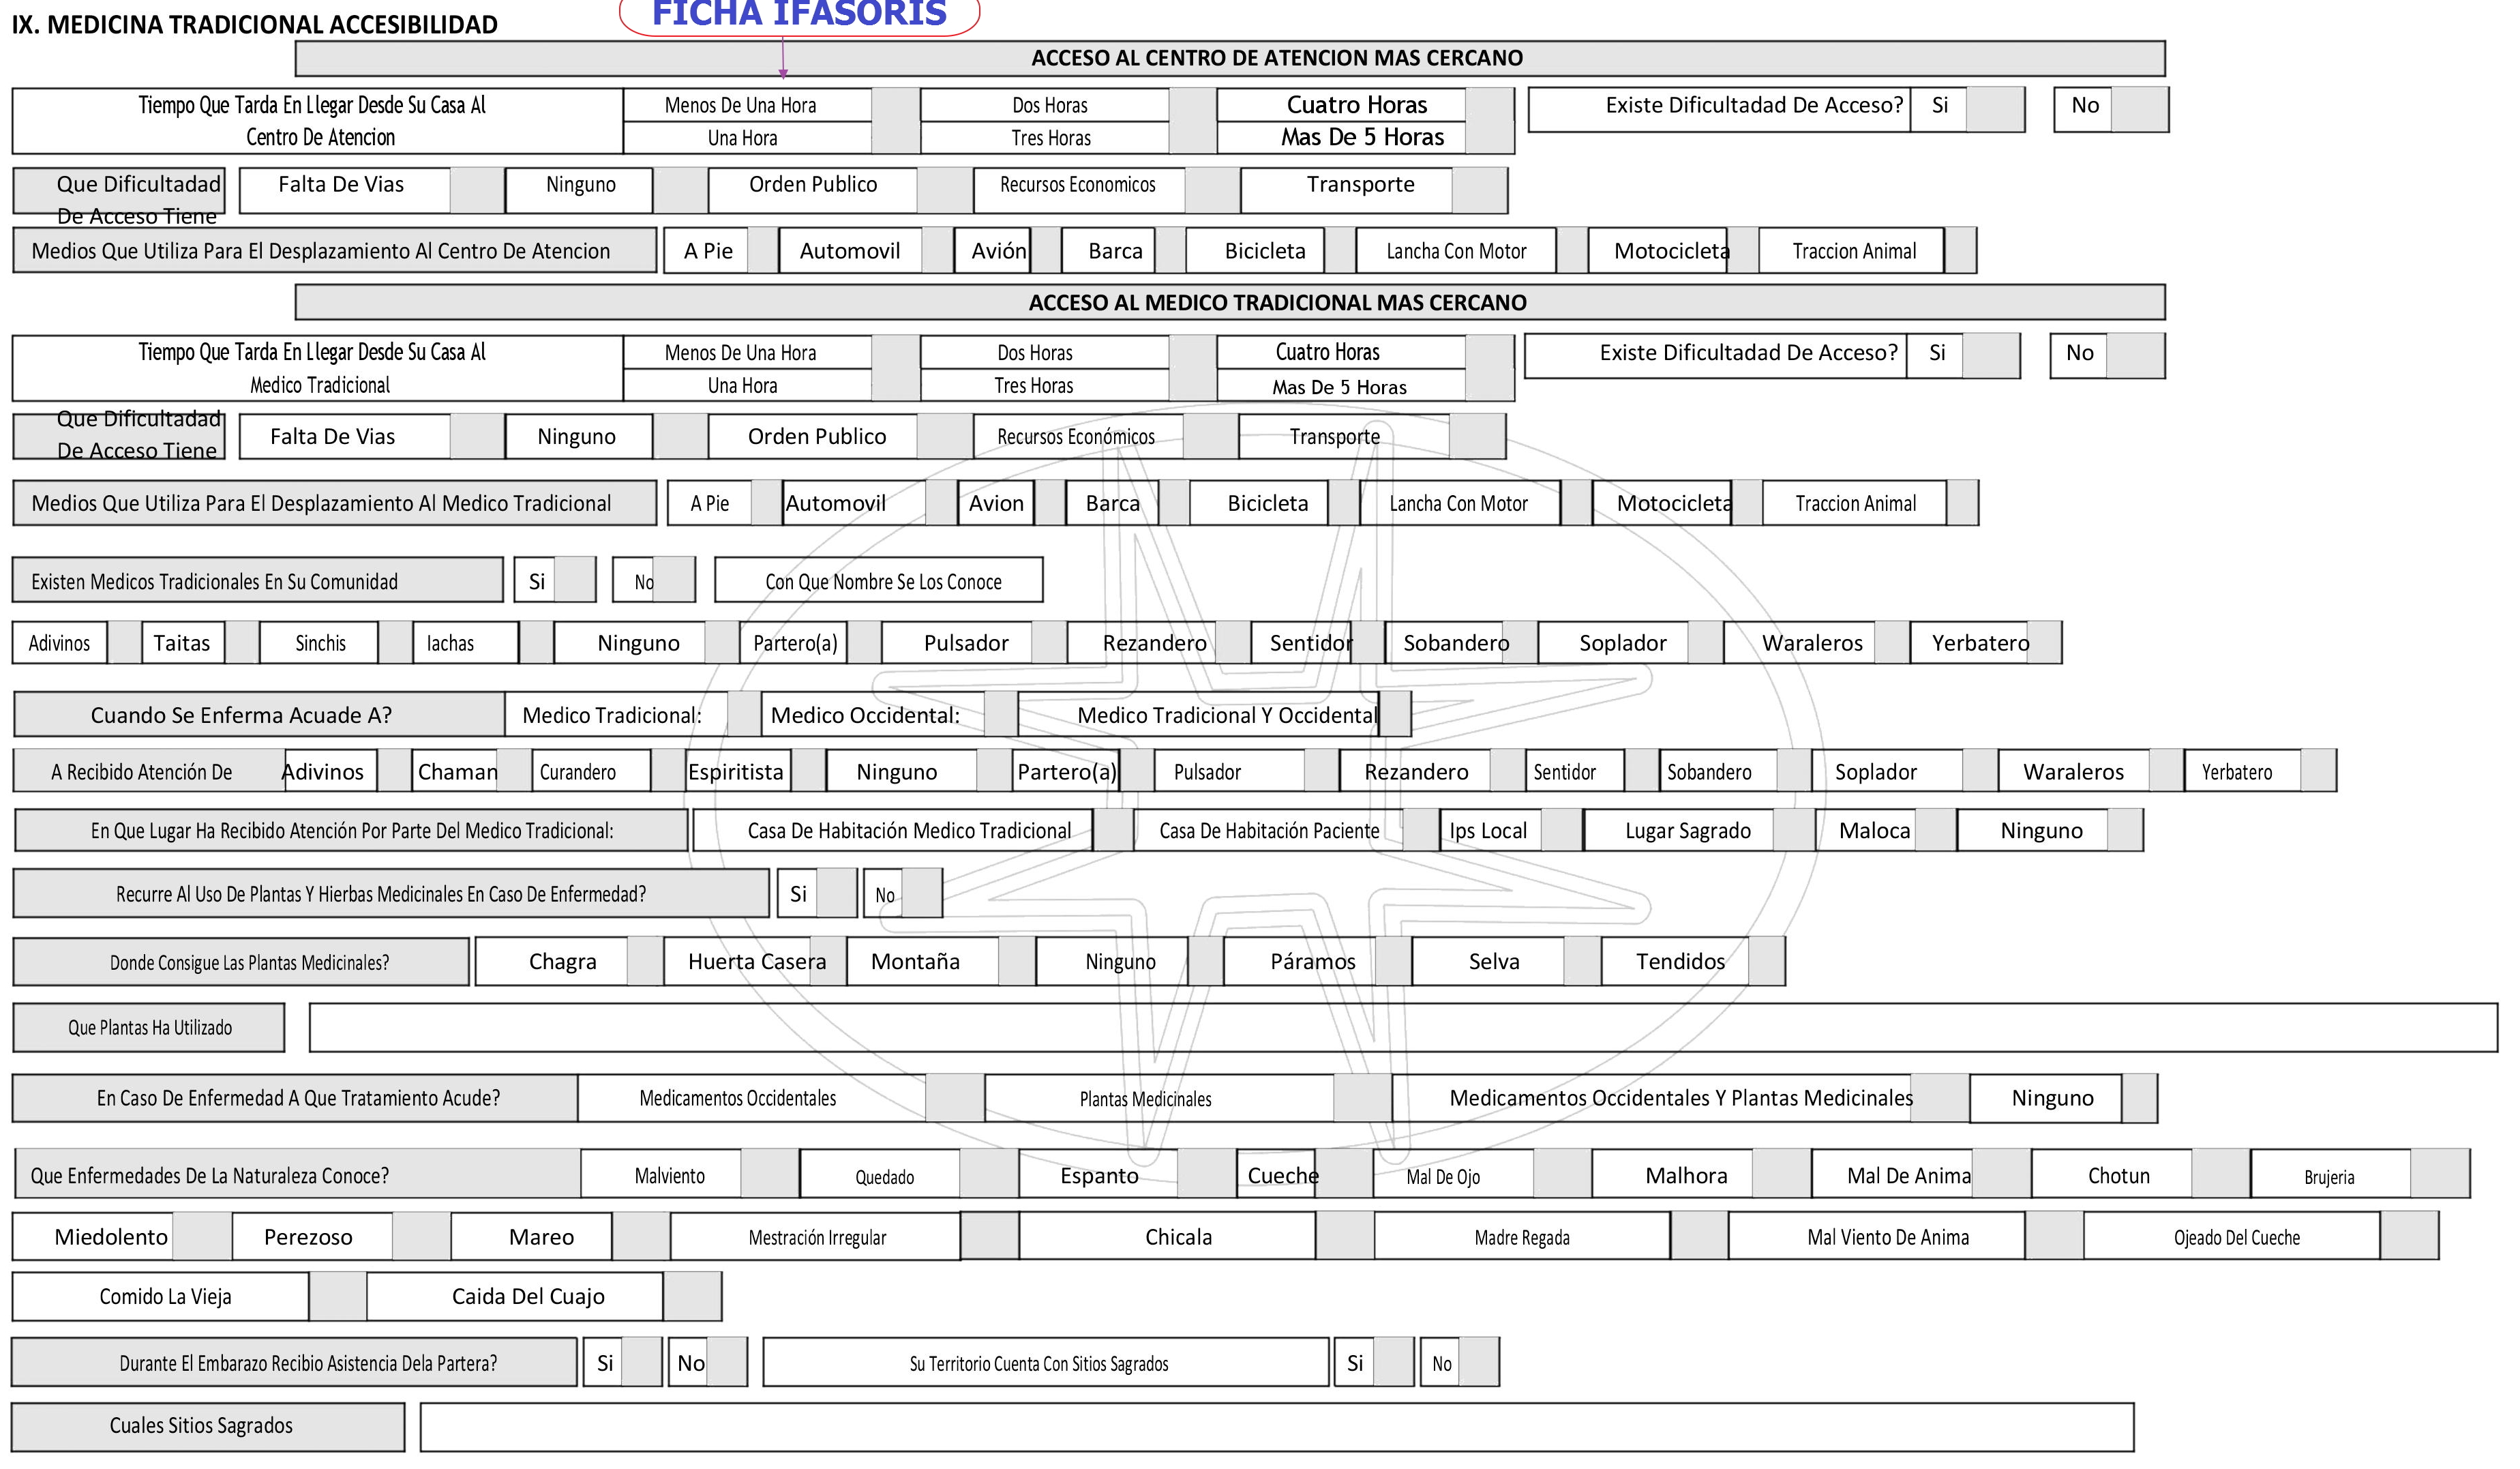 FICHA IFASORIS
IX. MEDICINA TRADICIONAL ACCESIBILIDAD
ACCESO AL CENTRO DE ATENCION MAS CERCANO
Tiempo Que Tarda En Llegar Desde Su Casa Al Menos De Una Hora Dos Horas Cuatro Horas Existe Dificultadad De Acceso? Si No
Centro De Atencion Una Hora Tres Horas Mas De 5 Horas
Que Dificultadad Falta De Vias Ninguno Orden Publico Recursos Economicos Transporte
De Acceso Tiene
Medios Que Utiliza Para El Desplazamiento Al Centro De Atencion A Pie Automovil Avión Barca Bicicleta Lancha Con Motor Motocicleta Traccion Animal
ACCESO AL MEDICO TRADICIONAL MAS CERCANO
Tiempo Que Tarda En Llegar Desde Su Casa Al Menos De Una Hora Dos Horas Cuatro Horas Existe Dificultadad De Acceso? Si No
Medico Tradicional Una Hora Tres Horas Mas De 5 Horas
Que Dificultadad
De Acceso Tiene Falta De Vias Ninguno Orden Publico Recursos Económicos Transporte
Medios Que Utiliza Para El Desplazamiento Al Medico Tradicional A Pie Automovil Avion Barca Bicicleta Lancha Con Motor Motocicleta Traccion Animal
Existen Medicos Tradicionales En Su Comunidad Si No Con Que Nombre Se Los Conoce
Adivinos Taitas Sinchis Iachas Ninguno Partero(a) Pulsador Rezandero Sentidor Sobandero Soplador Waraleros Yerbatero
Cuando Se Enferma Acuade A? Medico Tradicional: Medico Occidental: Medico Tradicional Y Occidental
A Recibido Atención De Adivinos Chaman Curandero Espiritista Ninguno Partero(a) Pulsador Rezandero Sentidor Sobandero Soplador Waraleros Yerbatero
En Que Lugar Ha Recibido Atención Por Parte Del Medico Tradicional: Casa De Habitación Medico Tradicional Casa De Habitación Paciente Ips Local Lugar Sagrado Maloca Ninguno
Recurre Al Uso De Plantas Y Hierbas Medicinales En Caso De Enfermedad? Si No
Donde Consigue Las Plantas Medicinales? Chagra Huerta Casera Montaña Ninguno Páramos Selva Tendidos
Que Plantas Ha Utilizado
En Caso De Enfermedad A Que Tratamiento Acude? Medicamentos Occidentales Plantas Medicinales Medicamentos Occidentales Y Plantas Medicinales Ninguno
Que Enfermedades De La Naturaleza Conoce? Malviento Quedado Espanto Cueche Mal De Ojo Malhora Mal De Anima Chotun Brujeria
Miedolento Perezoso Mareo Mestración Irregular Chicala Madre Regada Mal Viento De Anima Ojeado Del Cueche
Comido La Vieja Caida Del Cuajo
Durante El Embarazo Recibio Asistencia Dela Partera? Si No Su Territorio Cuenta Con Sitios Sagrados Si No
Cuales Sitios Sagrados